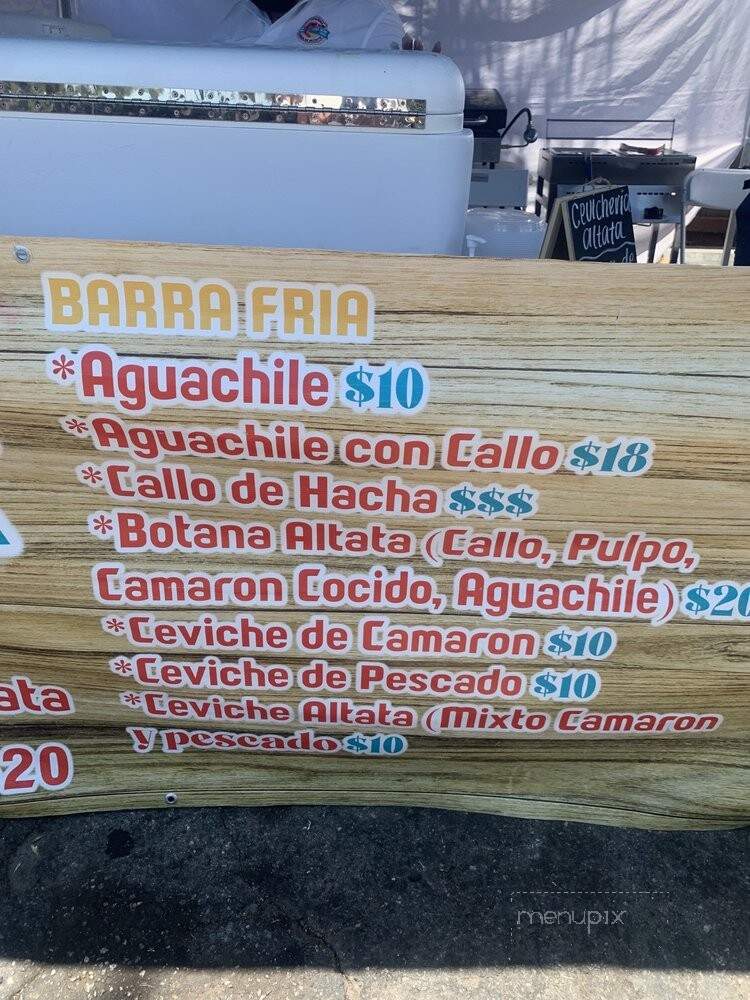 Cevicheria
altata
BARRA FRIA
*Aguachile $10
*Aguachile con Callo $18
*Callo de Hacha $$$
*Botana Altata (Callo, Pulpo,
Camaron Cocido, Aguachile) $20
*Ceviche de Camaron $10
*Ceviche de Pescado $10
*Ceviche Altata (Mixto Camaron
y pescado $10
ata
20
menupix